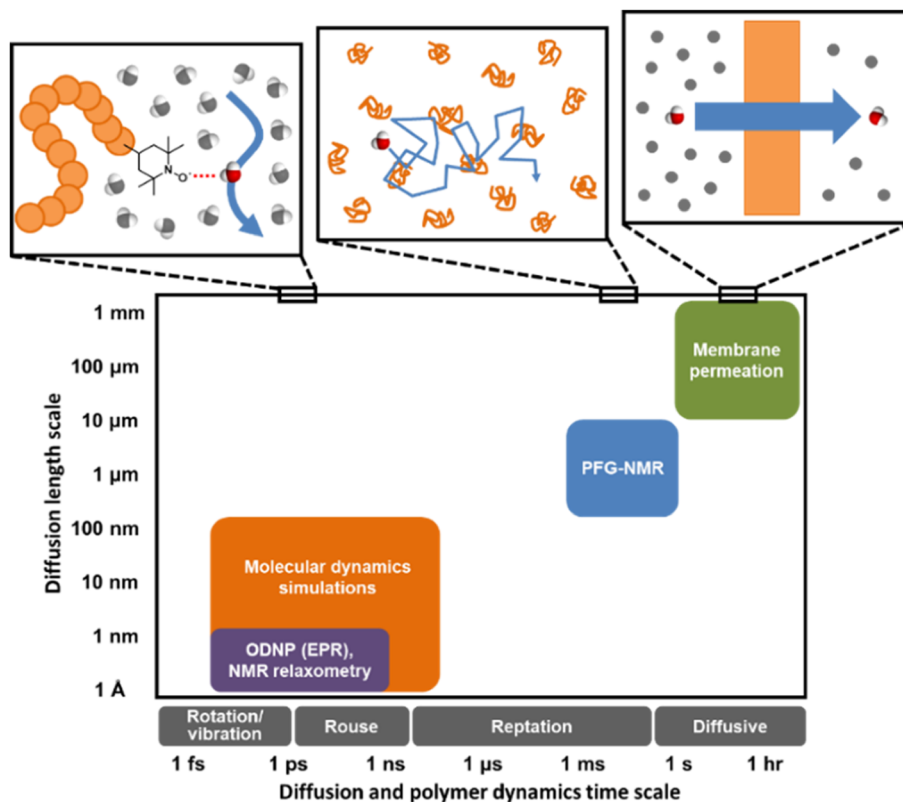 N-O·
1 mm
100 µm
10 µm
1 µm
100 nm
10 nm
1 nm
1 Å
Diffusion length scale
Membrane
permeation
PFG-NMR
Molecular dynamics
simulations
ODNP (EPR),
NMR relaxometry
Rotation/
vibration
Rouse
Reptation
Diffusive
1 fs
1 ps
1 ns
1 µs
1 ms
1 s
1 hr
Diffusion and polymer dynamics time scale